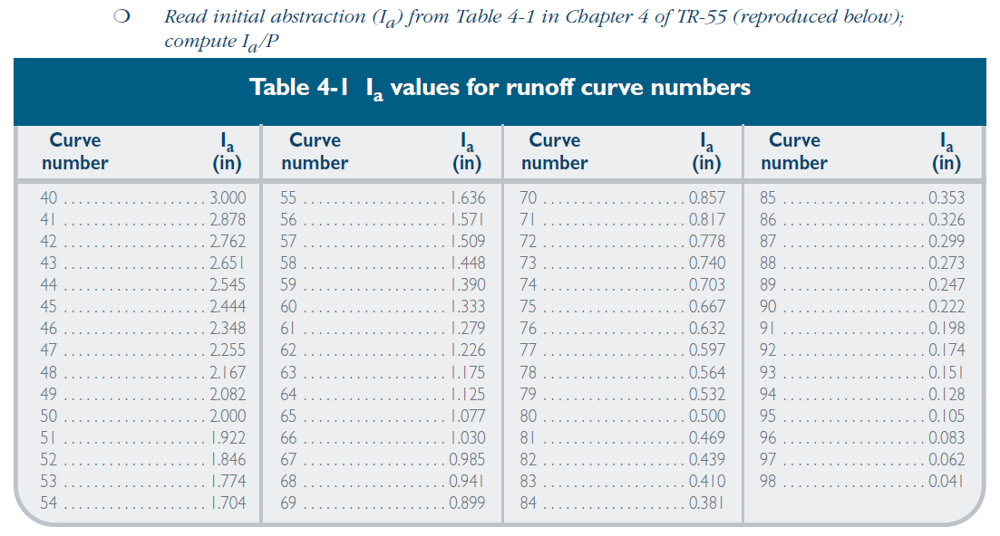 ❍ Read initial abstraction (Ia) from Table 4-1 in Chapter 4 of TR-55 (reproduced below);
compute Ia/P
Table 4-1 Ia values for runoff curve numbers
Curve number Ia (in) Curve number Ia (in) Curve number Ia (in) Curve number Ia (in)
40 . . . . . . . . . . . . . . . . . . . . 3.000 55 . . . . . . . . . . . . . . . . . . . . 1.636 70 . . . . . . . . . . . . . . . . . . . . 0.857 85 . . . . . . . . . . . . . . . . . . . . 0.353
41 . . . . . . . . . . . . . . . . . . . . 2.878 56 . . . . . . . . . . . . . . . . . . . . 1.571 71 . . . . . . . . . . . . . . . . . . . . 0.817 86 . . . . . . . . . . . . . . . . . . . . 0.326
42 . . . . . . . . . . . . . . . . . . . . 2.762 57 . . . . . . . . . . . . . . . . . . . . 1.509 72 . . . . . . . . . . . . . . . . . . . . 0.778 87 . . . . . . . . . . . . . . . . . . . . 0.299
43 . . . . . . . . . . . . . . . . . . . . 2.651 58 . . . . . . . . . . . . . . . . . . . . 1.448 73 . . . . . . . . . . . . . . . . . . . . 0.740 88 . . . . . . . . . . . . . . . . . . . . 0.273
44 . . . . . . . . . . . . . . . . . . . . 2.545 59 . . . . . . . . . . . . . . . . . . . . 1.390 74 . . . . . . . . . . . . . . . . . . . . 0.703 89 . . . . . . . . . . . . . . . . . . . . 0.247
45 . . . . . . . . . . . . . . . . . . . . 2.444 60 . . . . . . . . . . . . . . . . . . . . 1.333 75 . . . . . . . . . . . . . . . . . . . . 0.667 90 . . . . . . . . . . . . . . . . . . . . 0.222
46 . . . . . . . . . . . . . . . . . . . . 2.348 61 . . . . . . . . . . . . . . . . . . . . 1.279 76 . . . . . . . . . . . . . . . . . . . . 0.632 91 . . . . . . . . . . . . . . . . . . . . 0.198
47 . . . . . . . . . . . . . . . . . . . . 2.255 62 . . . . . . . . . . . . . . . . . . . . 1.226 77 . . . . . . . . . . . . . . . . . . . . 0.597 92 . . . . . . . . . . . . . . . . . . . . 0.174
48 . . . . . . . . . . . . . . . . . . . . 2.167 63 . . . . . . . . . . . . . . . . . . . . 1.175 78 . . . . . . . . . . . . . . . . . . . . 0.564 93 . . . . . . . . . . . . . . . . . . . . 0.151
49 . . . . . . . . . . . . . . . . . . . . 2.082 64 . . . . . . . . . . . . . . . . . . . . 1.125 79 . . . . . . . . . . . . . . . . . . . . 0.532 94 . . . . . . . . . . . . . . . . . . . . 0.128
50 . . . . . . . . . . . . . . . . . . . . 2.000 65 . . . . . . . . . . . . . . . . . . . . 1.077 80 . . . . . . . . . . . . . . . . . . . . 0.500 95 . . . . . . . . . . . . . . . . . . . . 0.105
51 . . . . . . . . . . . . . . . . . . . . 1.922 66 . . . . . . . . . . . . . . . . . . . . 1.030 81 . . . . . . . . . . . . . . . . . . . . 0.469 96 . . . . . . . . . . . . . . . . . . . . 0.083
52 . . . . . . . . . . . . . . . . . . . . 1.846 67 . . . . . . . . . . . . . . . . . . . . 0.985 82 . . . . . . . . . . . . . . . . . . . . 0.439 97 . . . . . . . . . . . . . . . . . . . . 0.062
53 . . . . . . . . . . . . . . . . . . . . 1.774 68 . . . . . . . . . . . . . . . . . . . . 0.941 83 . . . . . . . . . . . . . . . . . . . . 0.410 98 . . . . . . . . . . . . . . . . . . . . 0.041
54 . . . . . . . . . . . . . . . . . . . . 1.704 69 . . . . . . . . . . . . . . . . . . . . 0.899 84 . . . . . . . . . . . . . . . . . . . . 0.381